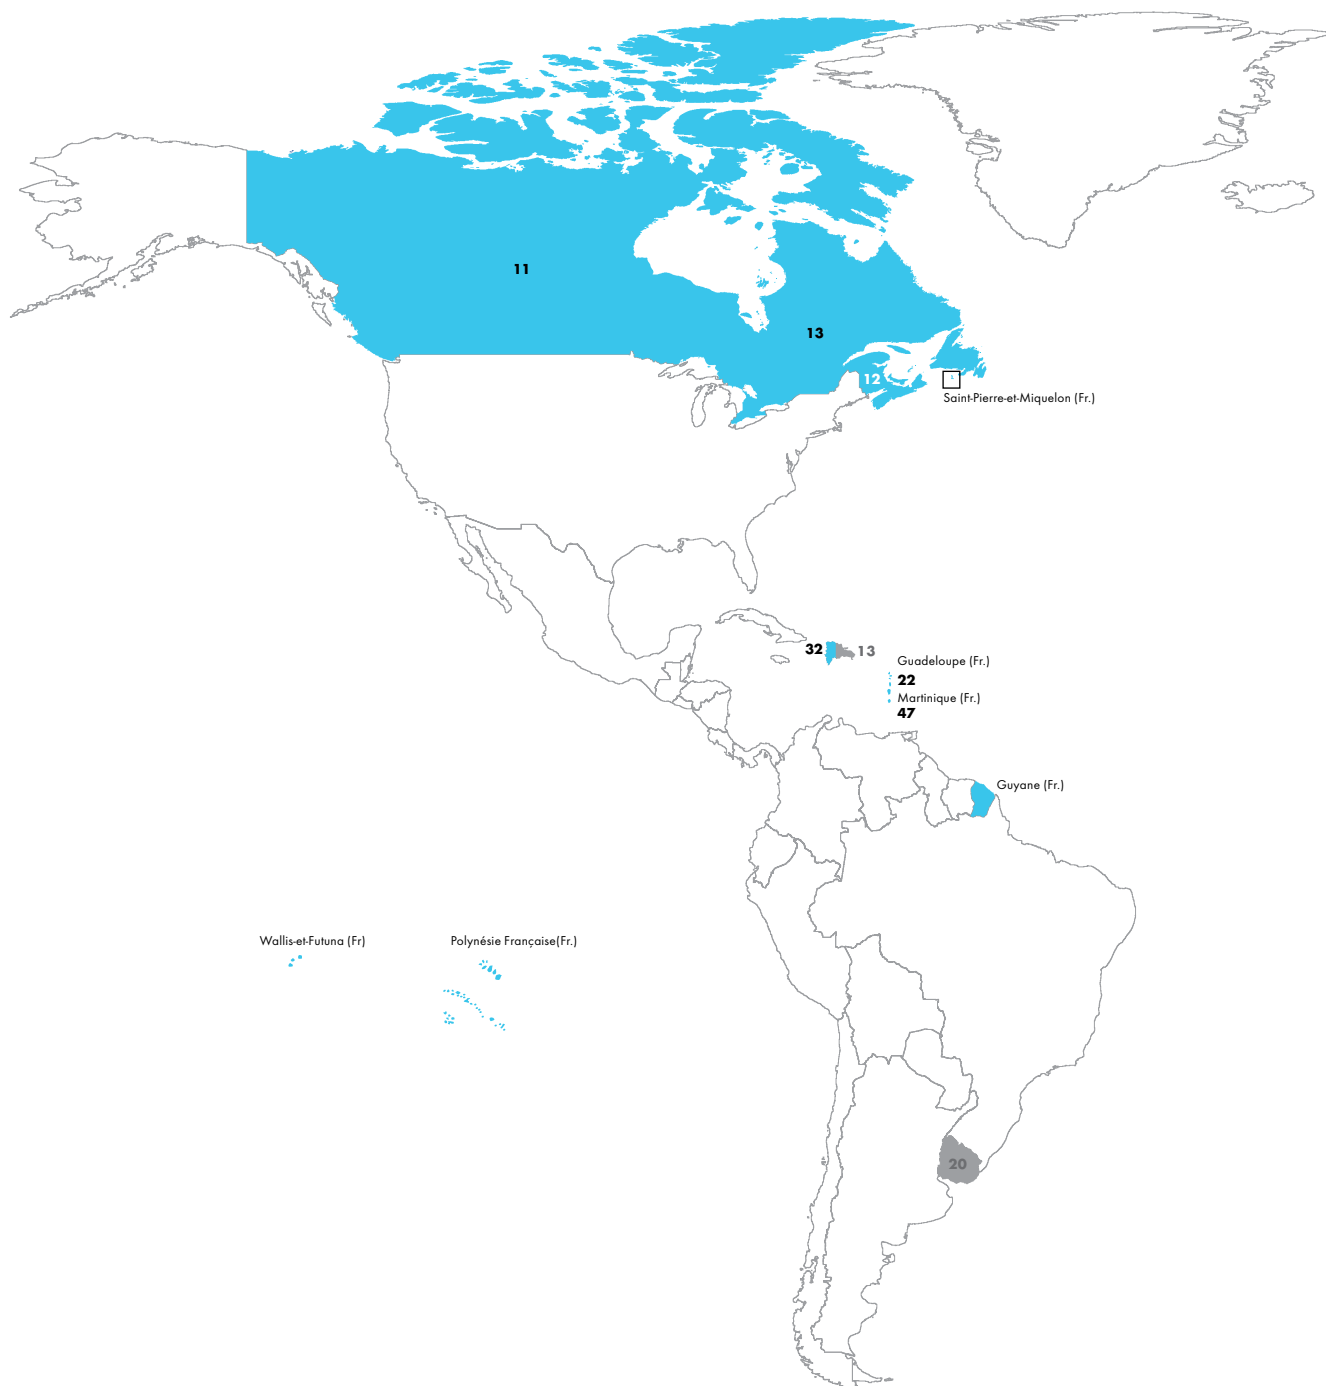 11
13
12
Saint-Pierre-et-Miquelon (Fr.)
32
13
Guadeloupe (Fr.)
22
Martinique (Fr.)
47
Guyane (Fr.)
Wallis-et-Futuna (Fr)
Polynésie Française(Fr.)
20